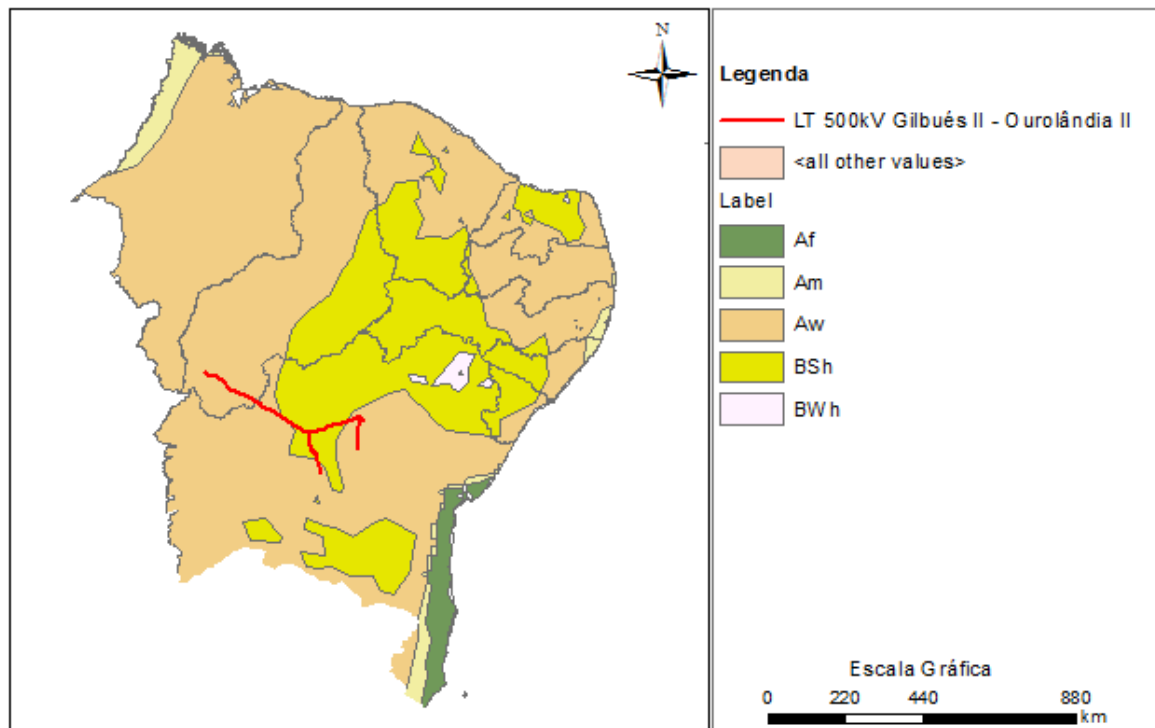 N
Legenda
LT 500kV Gilbués II - Ourolândia II
<all other values>
Label
Af
Am
Aw
BSh
BWh
Escala Gráfica
0 220 440 880
km